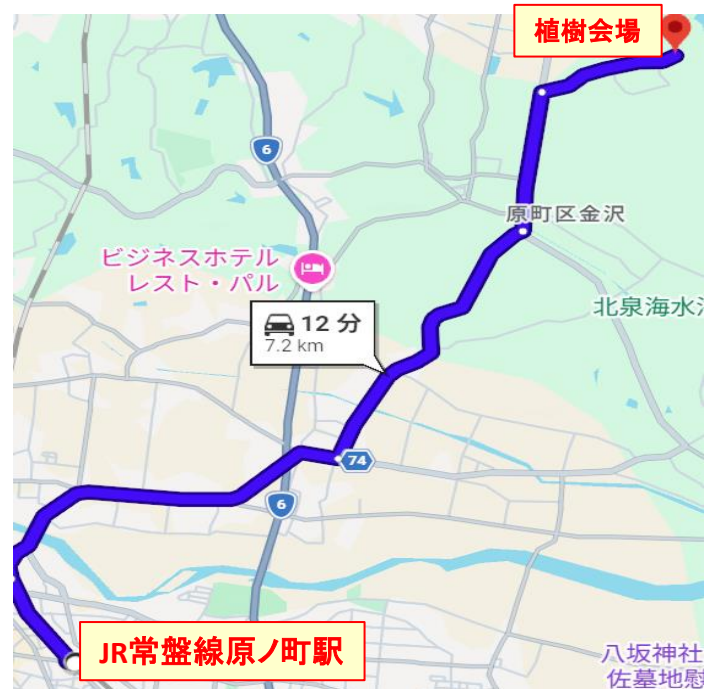 植樹会場
6
原町区金沢
ビジネスホテル
レスト・パル
北泉海水
12 分
7.2 km
74
6
JR常盤線原ノ町駅
八坂神社
佐墓地慰